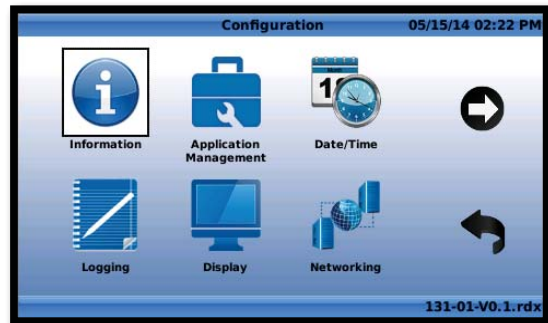 Configuration 05/15/14 02:22 PM
Information
Application
Management
Date/Time
Logging
Display
Networking
131-01-V0.1.rdx